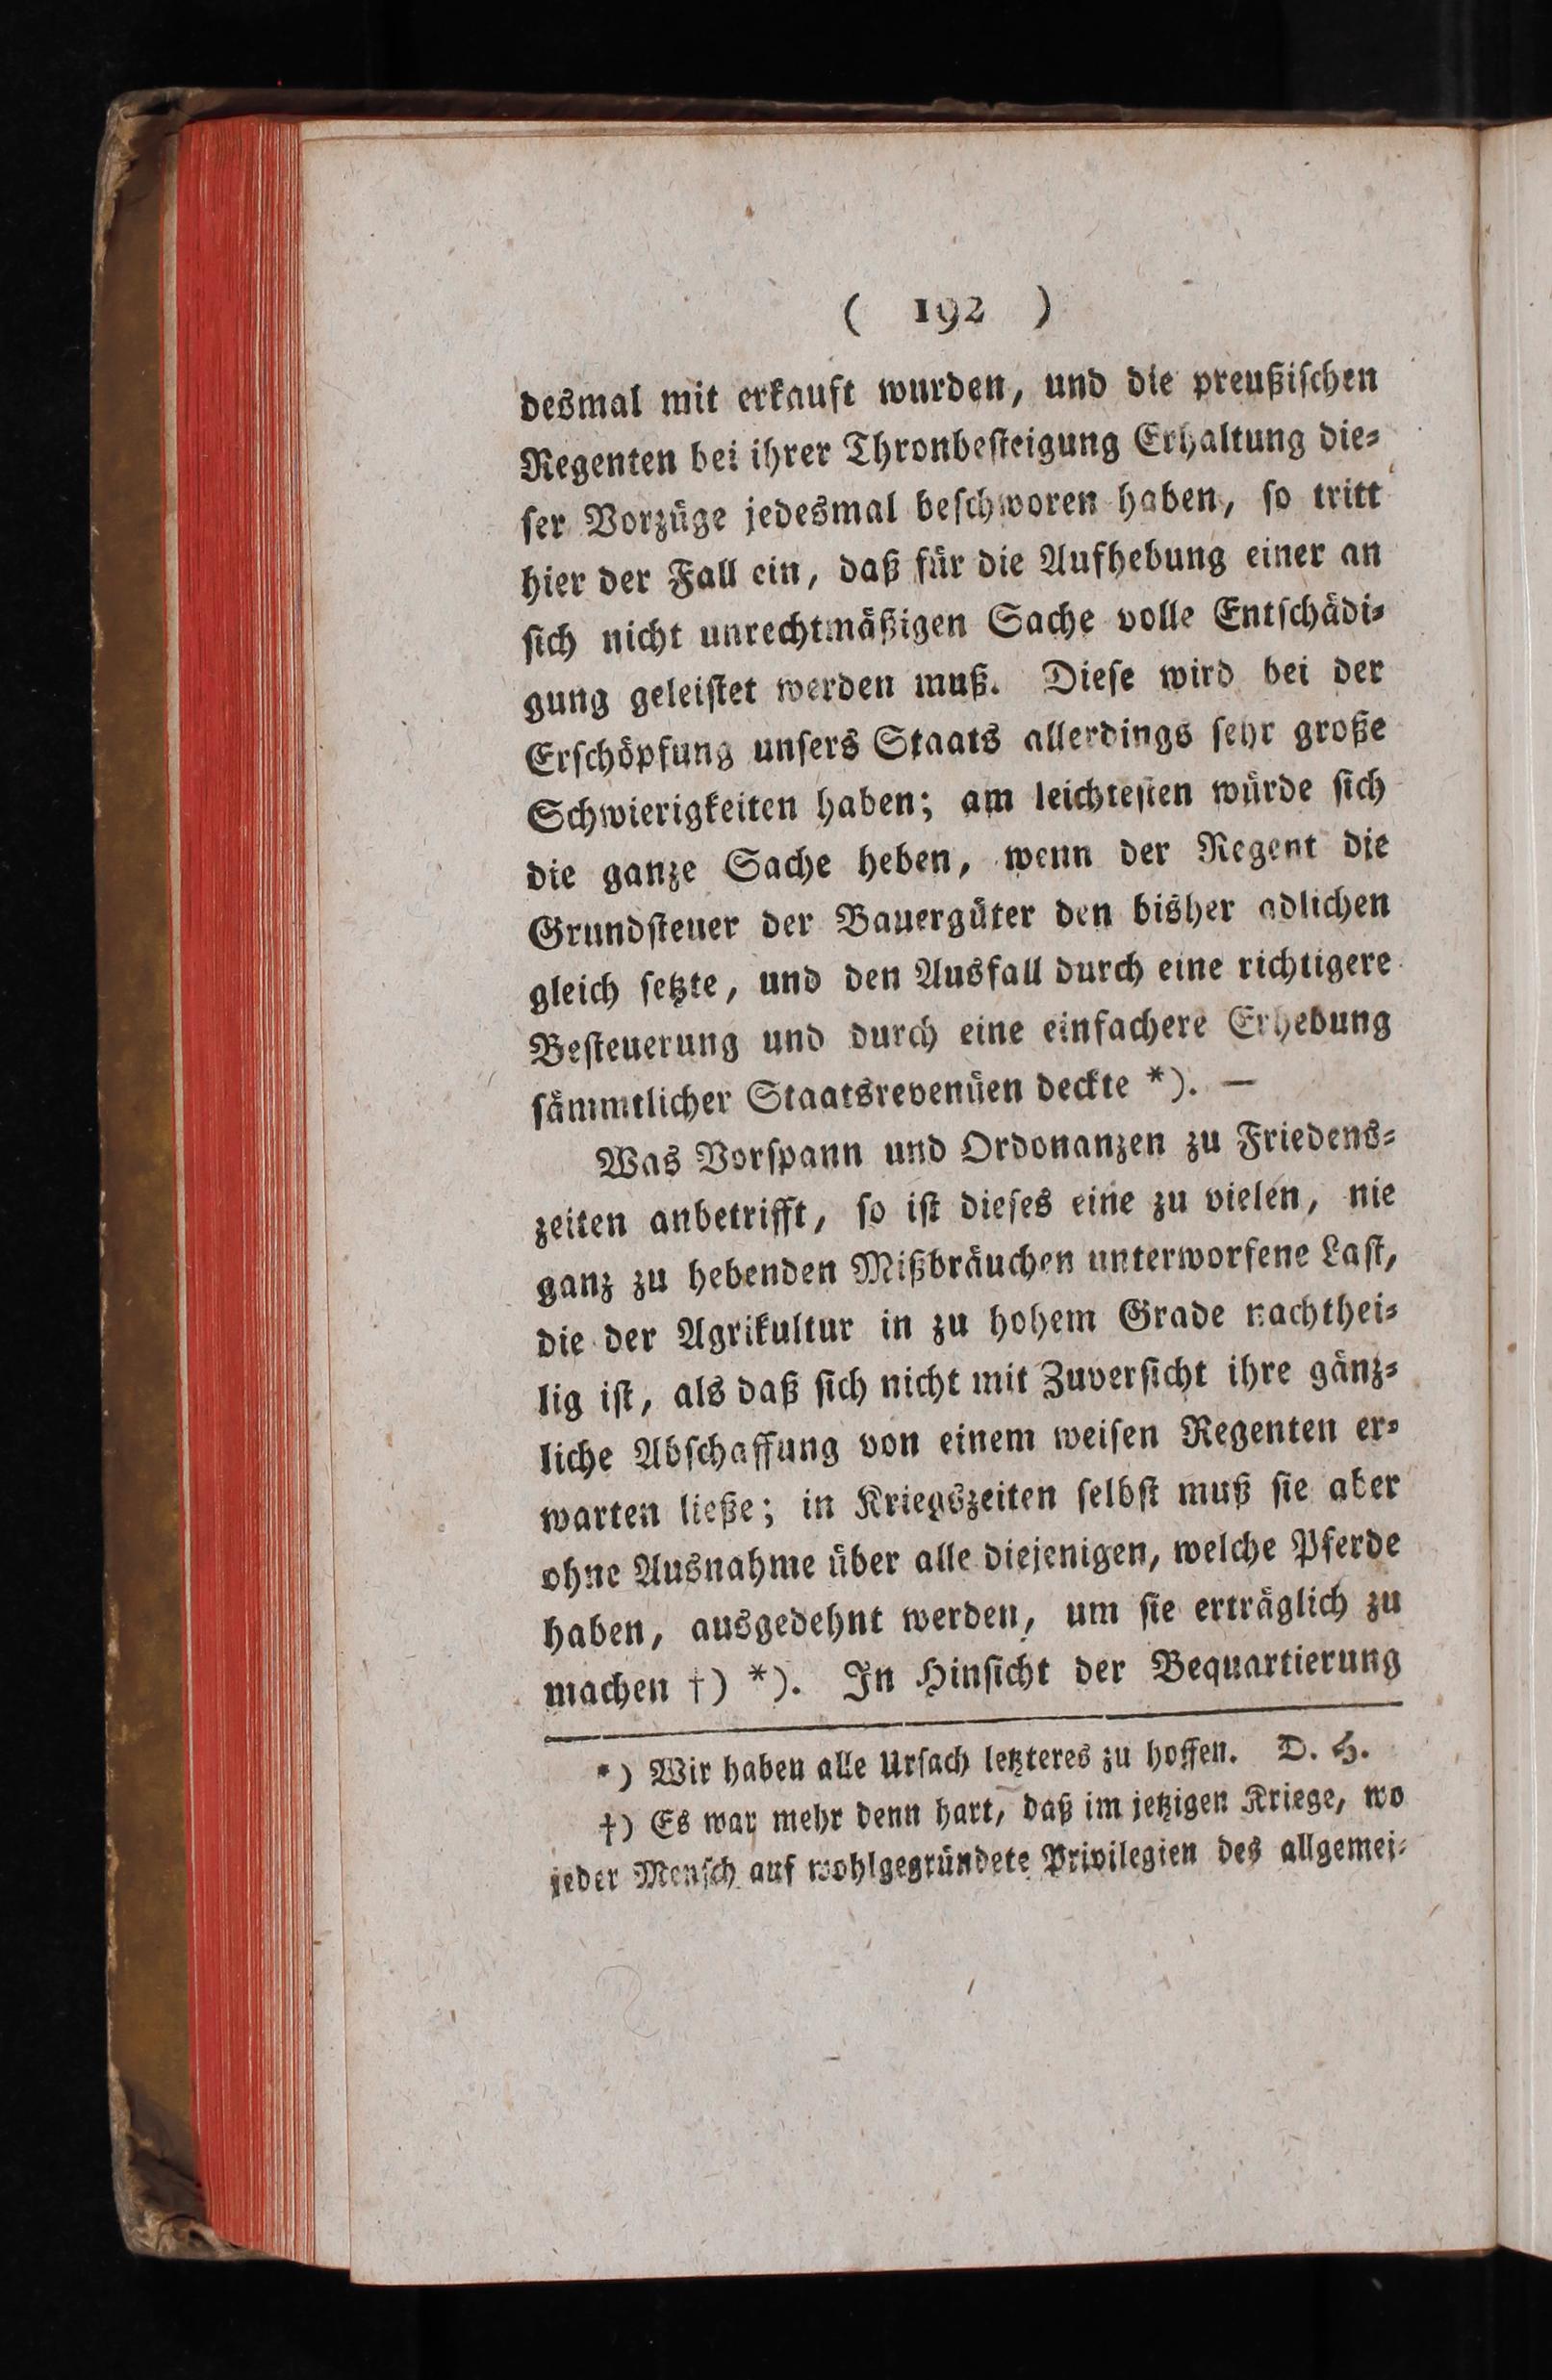 ( 192 )
desmal mit erkauft wurden, und die preußiſchen
Regenten bei ihrer Thronbeſteigung Erhaltung die⸗
ſer Vorzüge jedesmal beſchworen haben, ſo tritt
hier der Fall ein, daß für die Aufhebung einer an
ſich nicht unrechtmäßigen Sache volle Entſchädi⸗
gung geleiſtet werden muß. Dieſe wird bei der
Erſchöpfung unſers Staats allerdings ſehr große
Schwierigkeiten haben; am leichteſten würde ſich
die ganze Sache heben, wenn der Regent die
Grundſteuer der Bauergüter den bisher adlichen
gleich ſetzte, und den Ausfall durch eine richtigere
Beſteuerung und durch eine einfachere Erhebung
ſämmtlicher Staatsrevenüen deckte *). —
Was Vorſpann und Ordonanzen zu Friedens⸗
zeiten anbetrifft, ſo iſt dieſes eine zu vielen, nie
ganz zu hebenden Mißbräuchen unterworfene Laſt,
die der Agrikultur in zu hohem Grade nachthei⸗
lig iſt, als daß ſich nicht mit Zuverſicht ihre gänz⸗
liche Abſchaffung von einem weiſen Regenten er⸗
warten ließe; in Kriegszeiten ſelbſt muß ſie aber
ohne Ausnahme über alle diejenigen, welche Pferde
haben, ausgedehnt werden, um ſie erträglich zu
machen †) *). In Hinſicht der Bequartierung
*) Wir haben alle Urſach letzteres zu hoffen. D. H.
†) Es war mehr denn hart, daß im jetzigen Kriege, wo
jeder Menſch auf wohlgegründete Privilegien des allgemei⸗